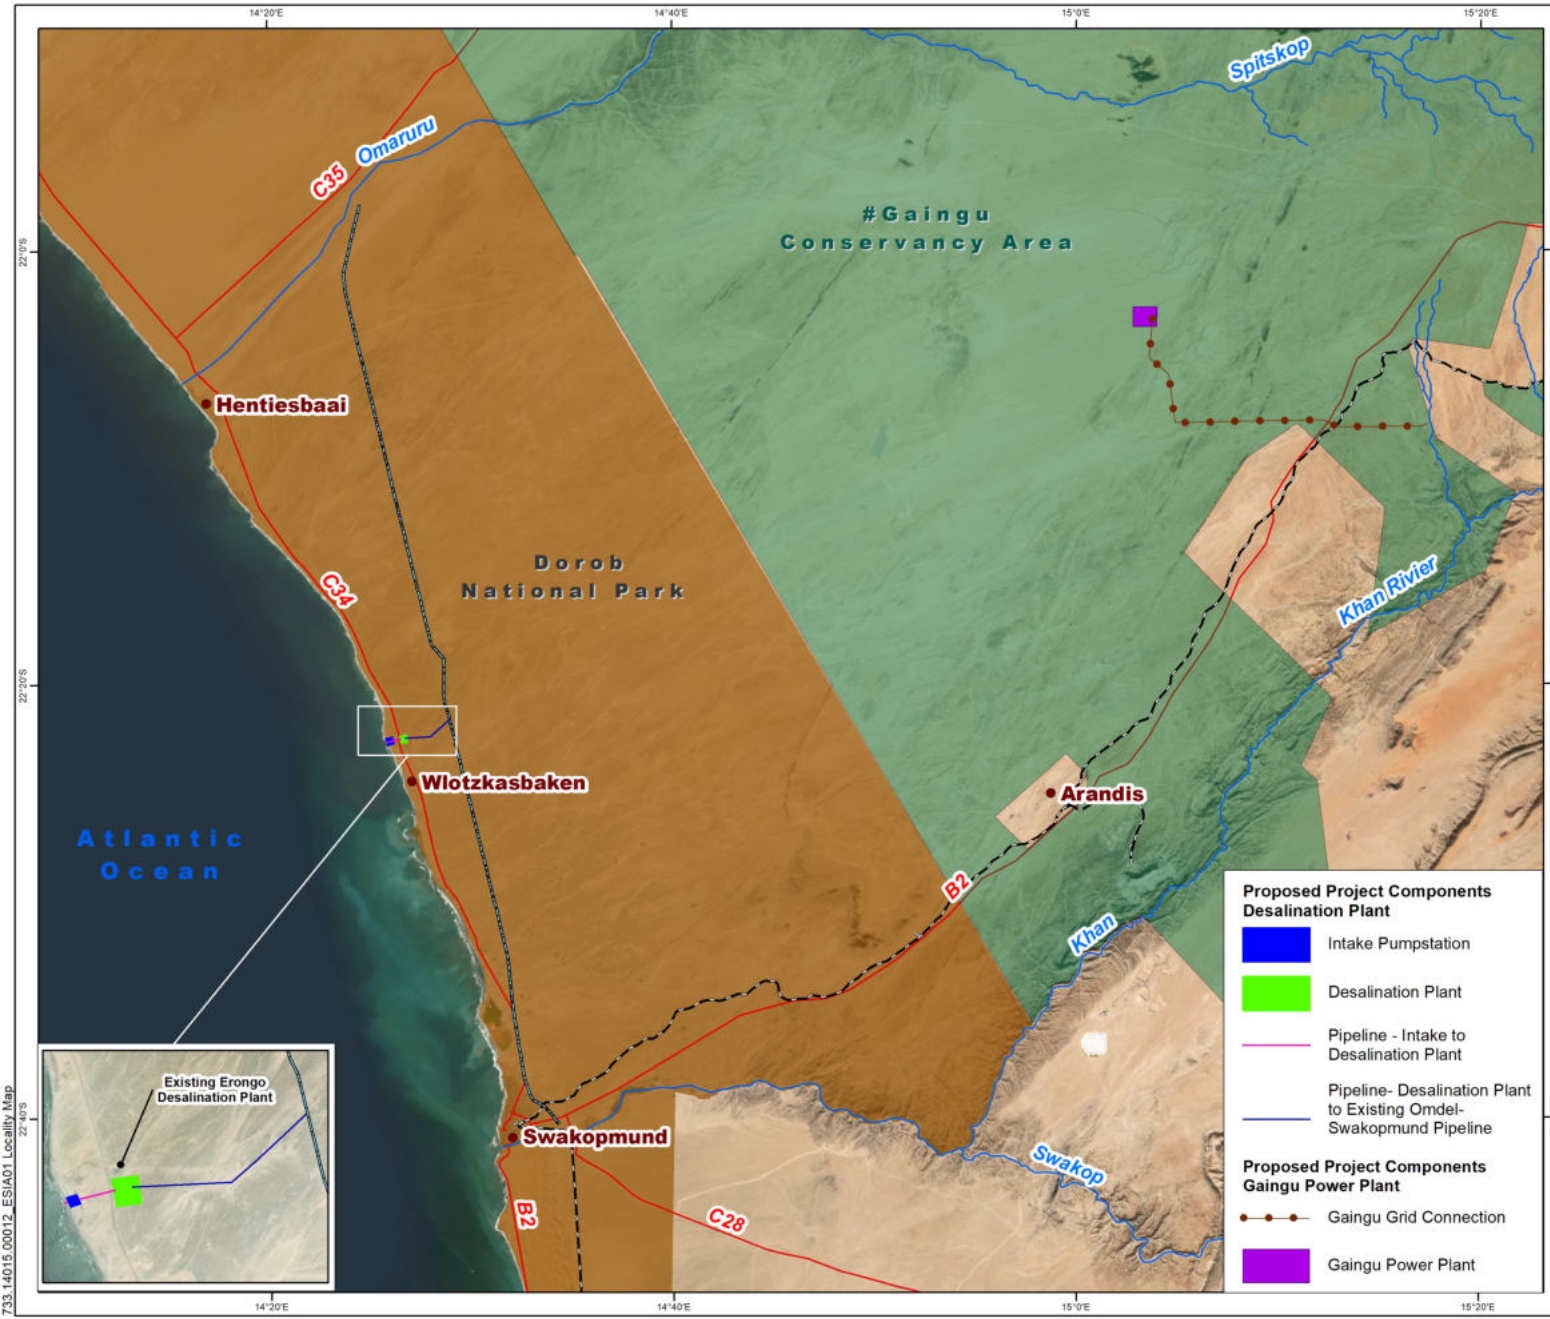 14°20'E
14°40'E
15°0'E
15°20'E
Spitskop
Omaruru
C35
#Gaingu
Conservancy Area
22°0'S
Hentiesbaai
Dorob
National Park
C34
Khan Rivier
22°20'S
Wlotzkasbaken
Arandis
Atlantic
Ocean
B2
Khan
Proposed Project Components
Desalination Plant
Intake Pumpstation
Desalination Plant
Pipeline - Intake to
Desalination Plant
Pipeline- Desalination Plant
to Existing Omdel-
Swakopmund Pipeline
Proposed Project Components
Gaingu Power Plant
Gaingu Grid Connection
Gaingu Power Plant
Existing Erongo
Desalination Plant
22°40'S
Swakopmund
Swakop
B2
C28
733.14015.00012_ESIA01 Locality Map
14°20'E
14°40'E
15°0'E
15°20'E